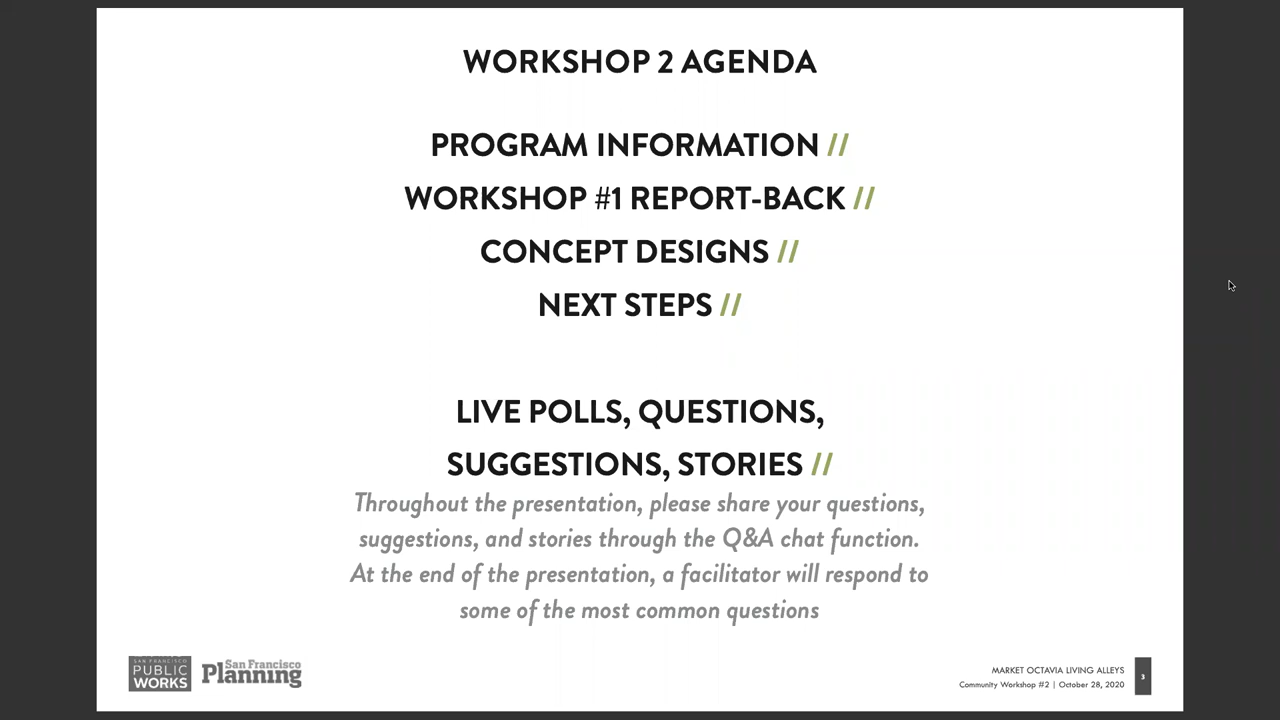 WORKSHOP 2 AGENDA
PROGRAM INFORMATION //
WORKSHOP #1 REPORT-BACK //
CONCEPT DESIGNS //
NEXT STEPS //
LIVE POLLS, QUESTIONS,
SUGGESTIONS, STORIES //
Throughout the presentation, please share your questions,
suggestions, and stories through the Q&A chat function.
At the end of the presentation, a facilitator will respond to
some of the most common questions
SAN FRANCISCO
PUBLIC
WORKS
San Francisco
Planning
MARKET OCTAVIA LIVING ALLEYS
Community Workshop #2 | October 28, 2020
3